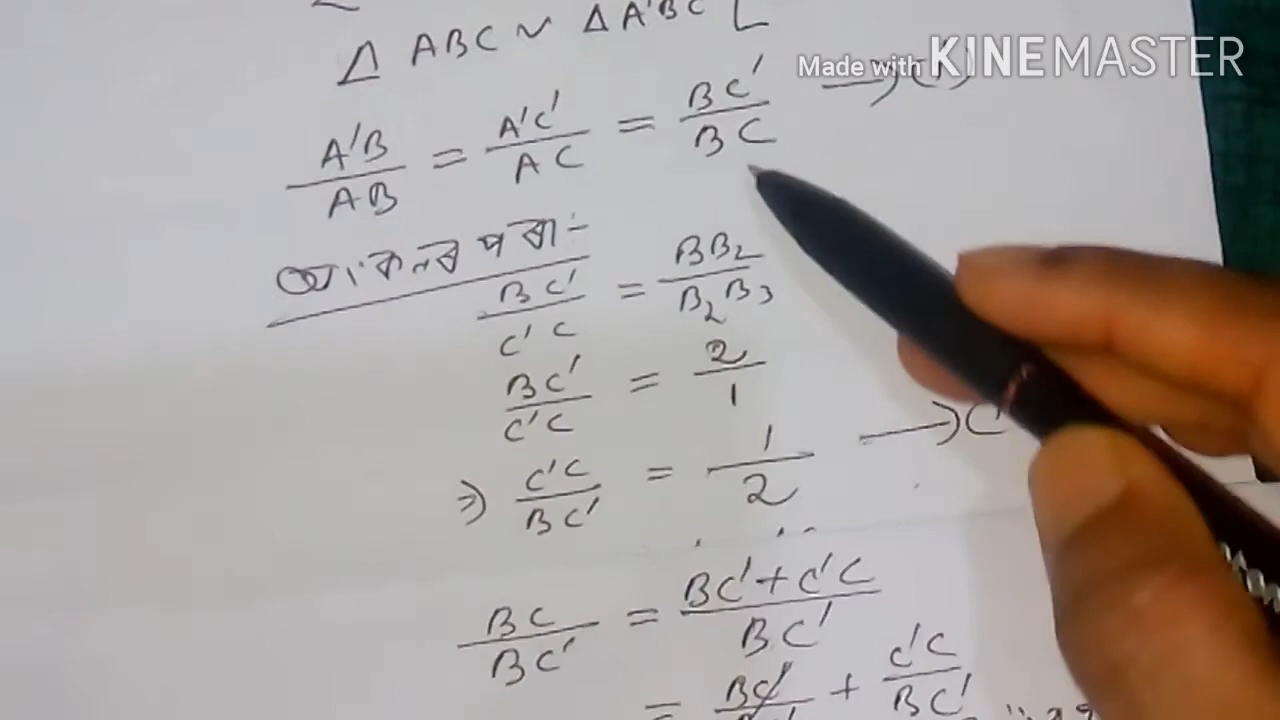 Δ ABC ~ Δ A'BC'
Made with KINEMASTER
A'B/AB = A'C'/AC = BC'/BC
BC'/C'C = BB₂/B₂B₃
BC'/C'C = 2/1
⇒ C'C/BC' = 1/2
BC/BC' = BC'+C'C/BC'
= BC'/BC' + C'C/BC'